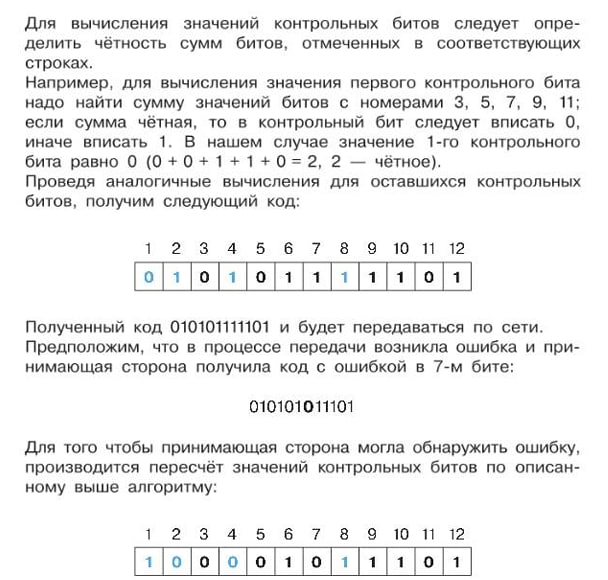 Для вычисления значений контрольных битов следует опре-
делить чётность сумм битов, отмеченных в соответствующих
строках.
Например, для вычисления значения первого контрольного бита
надо найти сумму значений битов с номерами 3, 5, 7, 9, 11;
если сумма чётная, то в контрольный бит следует вписать 0,
иначе вписать 1. В нашем случае значение 1-го контрольного
бита равно 0 (0 + 0 + 1 + 1 + 0 = 2, 2 — чётное).
Проведя аналогичные вычисления для оставшихся контрольных
битов, получим следующий код:
1 2 3 4 5 6 7 8 9 10 11 12
0 1 0 1 0 1 1 1 1 1 0 1
Полученный код 010101111101 и будет передаваться по сети.
Предположим, что в процессе передачи возникла ошибка и при-
нимающая сторона получила код с ошибкой в 7-м бите:
010101011101
Для того чтобы принимающая сторона могла обнаружить ошибку,
производится пересчёт значений контрольных битов по описан-
ному выше алгоритму:
1 2 3 4 5 6 7 8 9 10 11 12
1 0 0 0 0 1 0 1 1 1 0 1